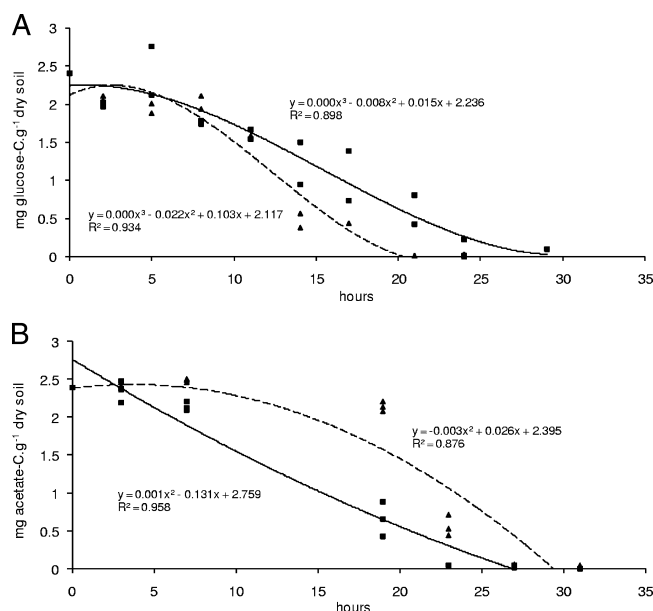 A
mg glucose-C.g⁻¹ dry soil
3
2.5
2
1.5
1
0.5
0
y = 0.000x³ - 0.008x² + 0.015x + 2.236
R² = 0.898
y = 0.000x³ - 0.022x² + 0.103x + 2.117
R² = 0.934
0 5 10 15 20 25 30 35
hours
B
mg acetate-C.g⁻¹ dry soil
3
2.5
2
1.5
1
0.5
0
y = -0.003x² + 0.026x + 2.395
R² = 0.876
y = 0.001x² - 0.131x + 2.759
R² = 0.958
0 5 10 15 20 25 30 35
hours